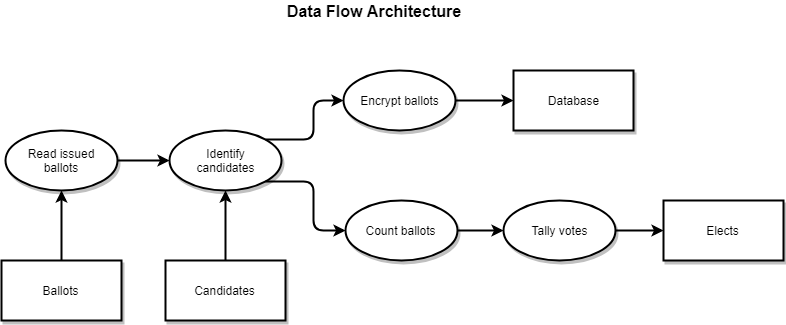 Data Flow Architecture
Encrypt ballots
Database
Read issued
ballots
Identify
candidates
Count ballots
Tally votes
Elects
Ballots
Candidates